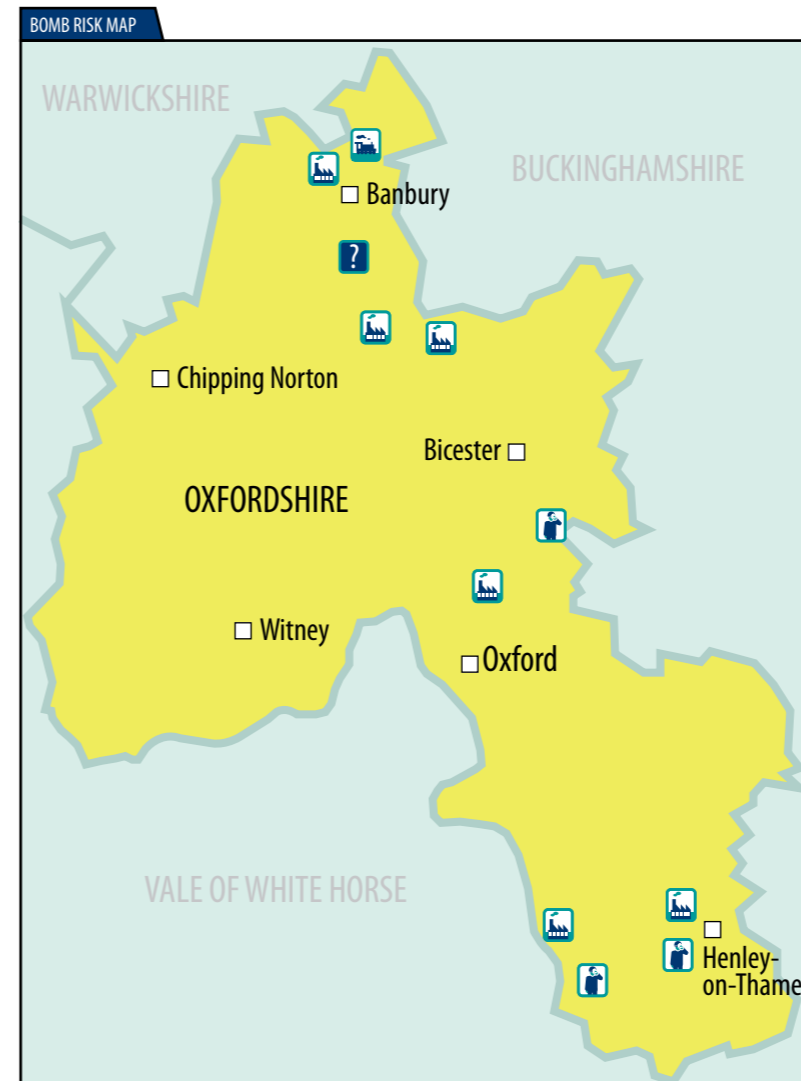 BOMB RISK MAP
WARWICKSHIRE
BUCKINGHAMSHIRE
Banbury
?
Chipping Norton
Bicester
OXFORDSHIRE
Witney
Oxford
VALE OF WHITE HORSE
Henley-
on-Thame